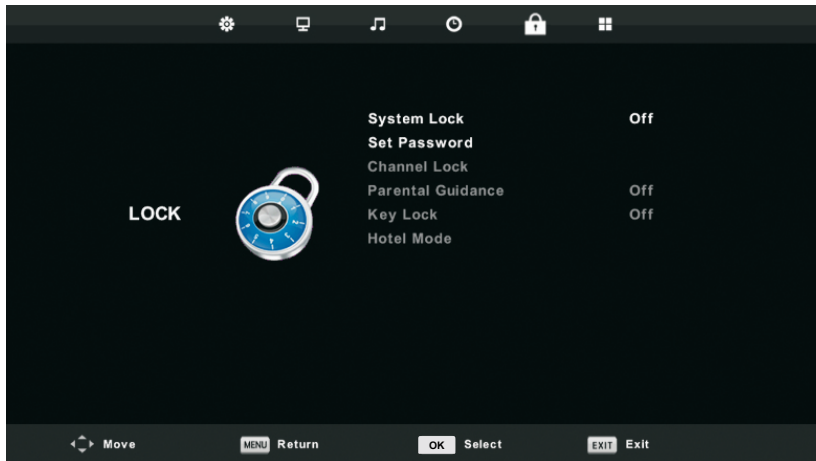 System Lock Off
Set Password
Channel Lock
Parental Guidance Off
LOCK
Key Lock Off
Hotel Mode
Move MENU Return OK Select EXIT Exit